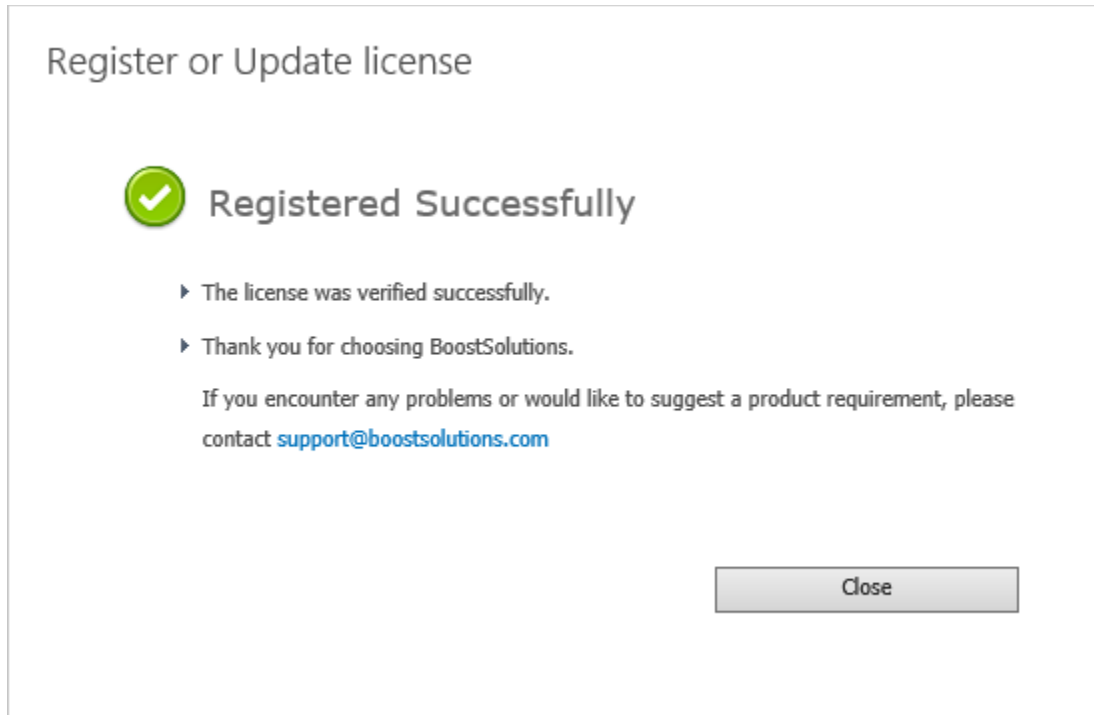 Register or Update license
Registered Successfully
The license was verified successfully.
Thank you for choosing BoostSolutions.
If you encounter any problems or would like to suggest a product requirement, please
contact support@boostsolutions.com
Close